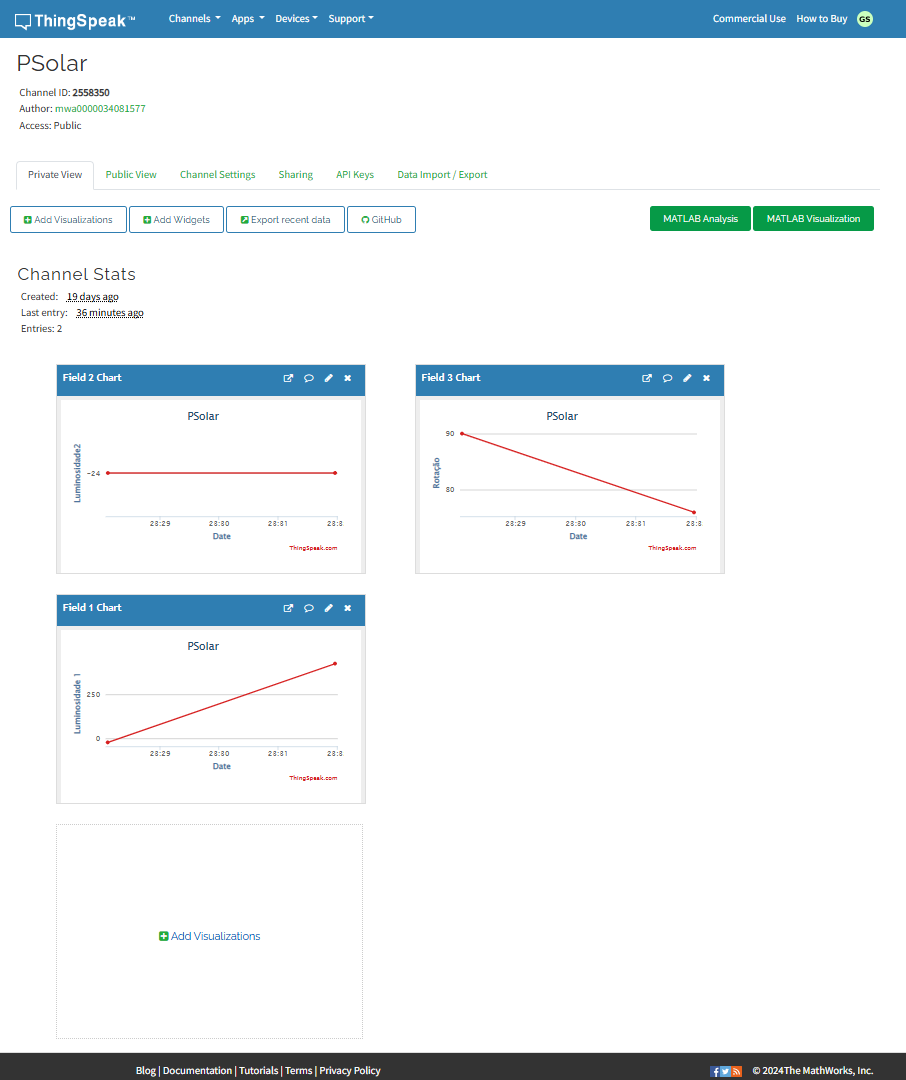 ThingSpeak™ Channels Apps Devices Support Commercial Use How to Buy GS
PSolar
Channel ID: 2558350
Author: mwa0000034081577
Access: Public
Private View Public View Channel Settings Sharing API Keys Data Import / Export
Add Visualizations Add Widgets Export recent data GitHub MATLAB Analysis MATLAB Visualization
Channel Stats
Created: 19 days ago
Last entry: 36 minutes ago
Entries: 2
Field 2 Chart
PSolar
Luminosidade2
-24
23:29 23:30 23:31 23:3
Date
ThingSpeak.com
Field 3 Chart
PSolar
Rotação
90
80
23:29 23:30 23:31 23:3
Date
ThingSpeak.com
Field 1 Chart
PSolar
Luminosidade 1
250
0
23:29 23:30 23:31 23:3
Date
ThingSpeak.com
Add Visualizations
Blog | Documentation | Tutorials | Terms | Privacy Policy
© 2024 The MathWorks, Inc.